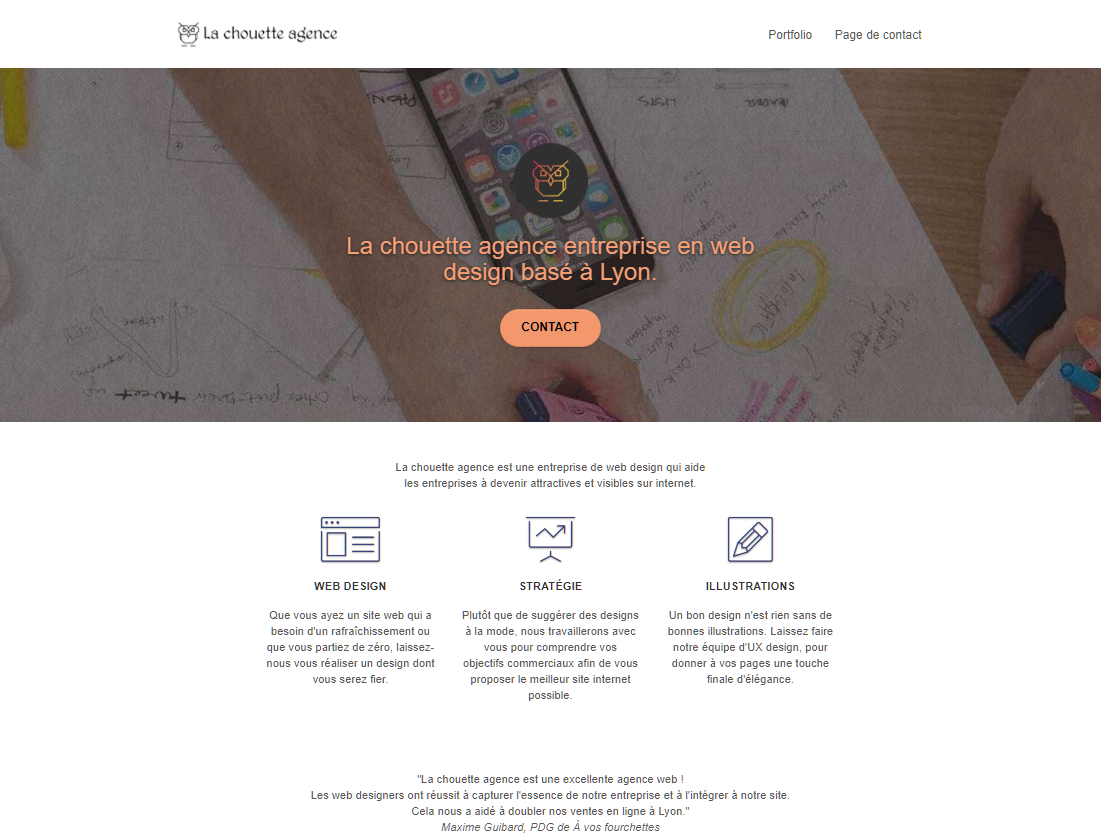 La chouette agence
Portfolio
Page de contact
PHON
LISTS
HEADER
La chouette agence entreprise en web
design basé à Lyon.
CONTACT
tweet
La chouette agence est une entreprise de web design qui aide
les entreprises à devenir attractives et visibles sur internet.
WEB DESIGN
Que vous ayez un site web qui a
besoin d'un rafraîchissement ou
que vous partiez de zéro, laissez-
nous vous réaliser un design dont
vous serez fier.
STRATÉGIE
Plutôt que de suggérer des designs
à la mode, nous travaillerons avec
vous pour comprendre vos
objectifs commerciaux afin de vous
proposer le meilleur site internet
possible.
ILLUSTRATIONS
Un bon design n'est rien sans de
bonnes illustrations. Laissez faire
notre équipe d'UX design, pour
donner à vos pages une touche
finale d'élégance.
"La chouette agence est une excellente agence web !
Les web designers ont réussit à capturer l'essence de notre entreprise et à l'intégrer à notre site.
Cela nous a aidé à doubler nos ventes en ligne à Lyon."
Maxime Guibard, PDG de À vos fourchettes